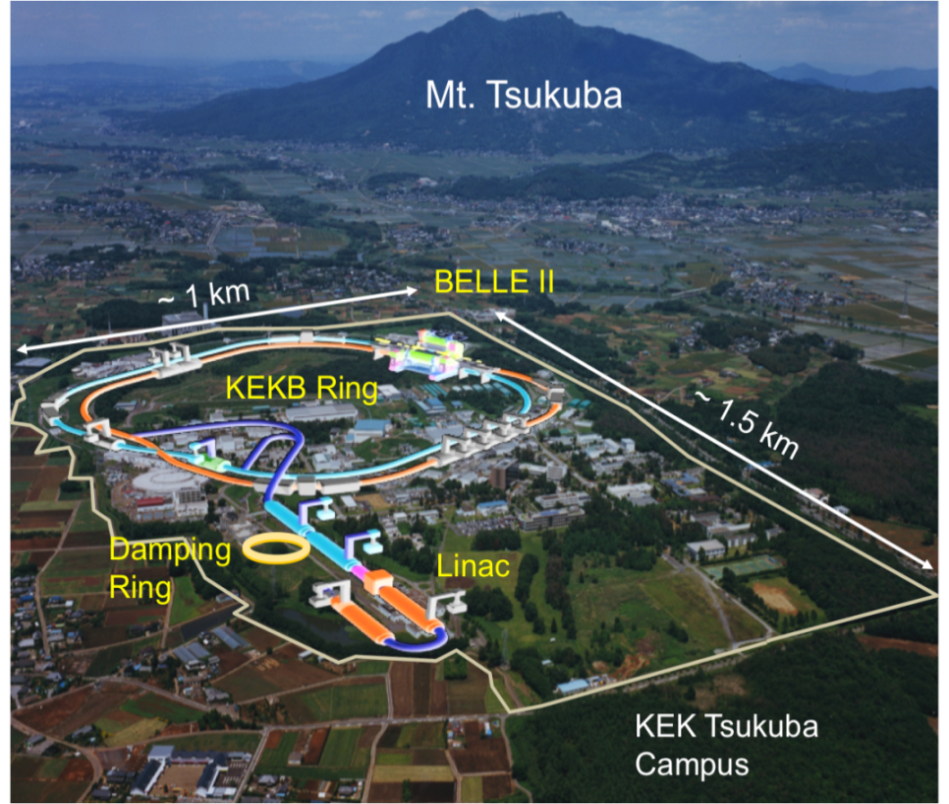 Mt. Tsukuba
BELLE II
~ 1 km
KEKB Ring
~ 1.5 km
Damping
Ring
Linac
KEK Tsukuba
Campus